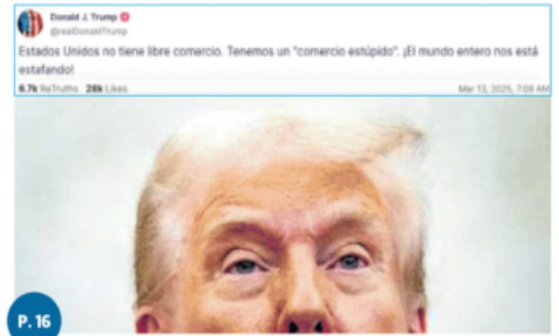 Donald J. Trump
@realDonaldTrump
Estados Unidos no tiene libre comercio. Tenemos un "comercio estúpido". ¡El mundo entero nos está
estafando!
6.7k ReTruths 28k Likes
Mar 13, 2025, 7:09 AM
P. 16